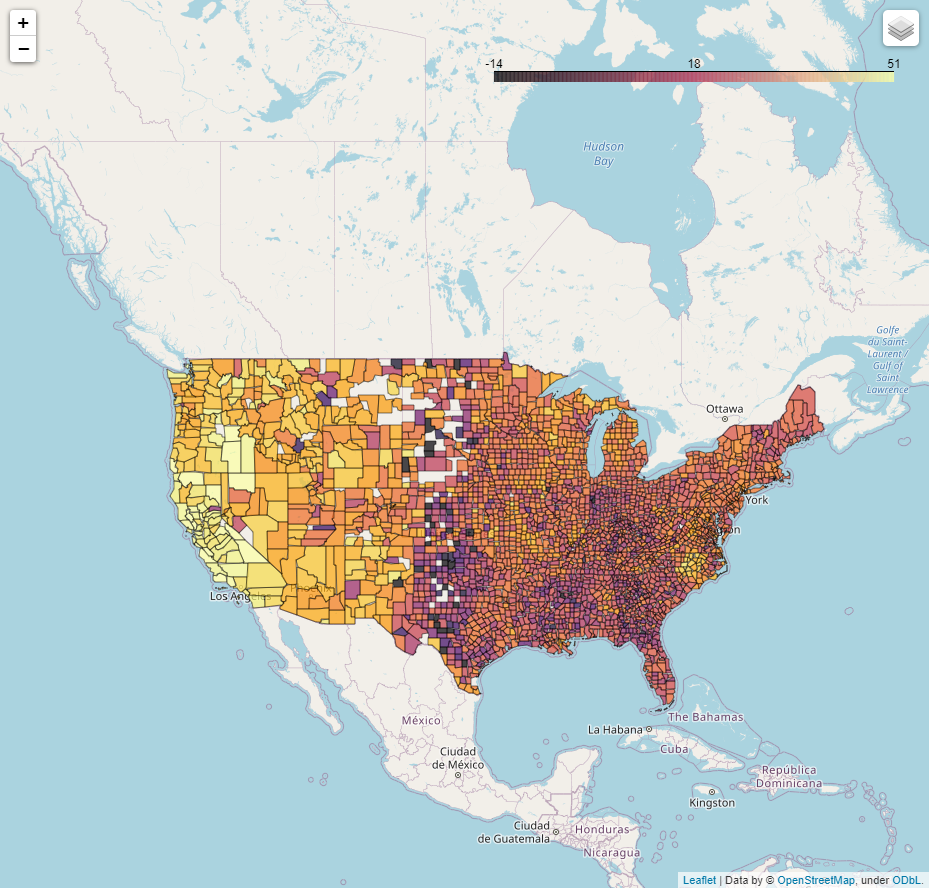 +
−
-14 18 51
Hudson
Bay
Golfe
du Saint-
Laurent /
Gulf of
Saint
Lawrence
Ottawa
York
Los Angeles
The Bahamas
La Habana
Cuba
México
Ciudad
de México
República
Dominicana
Kingston
Ciudad
de Guatemala
Honduras
Nicaragua
Leaflet | Data by © OpenStreetMap, under ODbL.